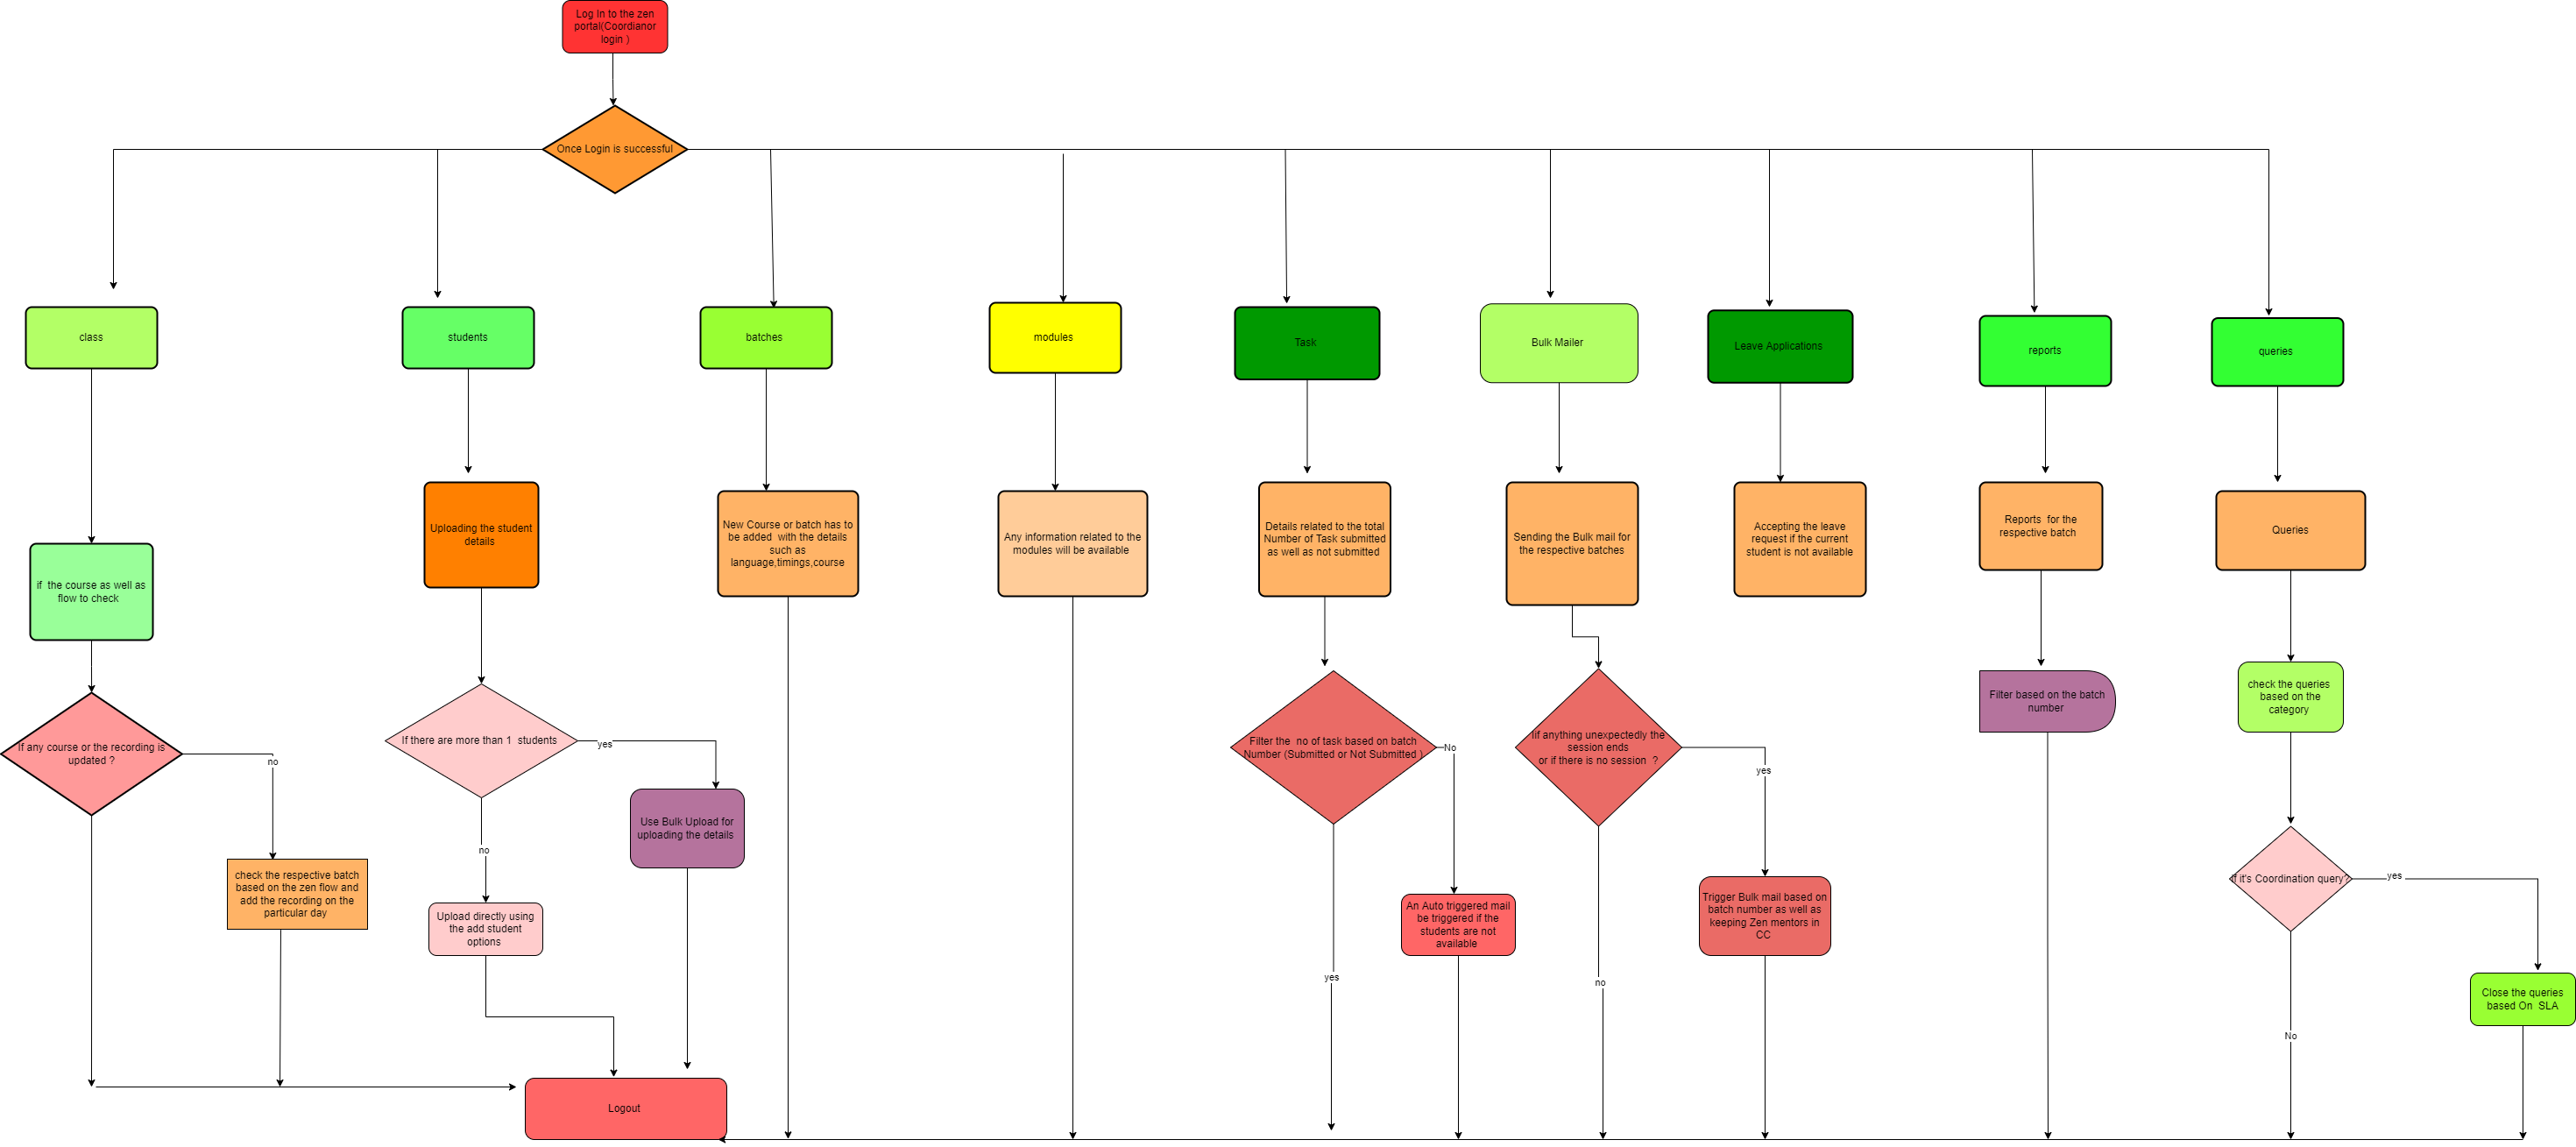 Log In to the zen
portal(Coordianor
login )
Once Login is successful
class
students
batches
modules
Task
Bulk Mailer
Leave Applications
reports
queries
if  the course as well as
flow to check
Uploading the student
details
New Course or batch has to
be added  with the details
such as
language,timings,course
Any information related to the
modules will be available
Details related to the total
Number of Task submitted
as well as not submitted
Sending the Bulk mail for
the respective batches
Accepting the leave
request if the current
student is not available
Reports  for the
respective batch
Queries
If any course or the recording is
updated ?
no
If there are more than 1  students
yes
no
Use Bulk Upload for
uploading the details
Filter the  no of task based on batch
Number (Submitted or Not Submitted )
No
yes
Iif anything unexpectedly the
session ends
or if there is no session  ?
yes
no
Filter based on the batch
number
check the queries
based on the
category
If it's Coordination query?
yes
No
check the respective batch
based on the zen flow and
add the recording on the
particular day
Upload directly using
the add student
options
An Auto triggered mail
be triggered if the
students are not
available
Trigger Bulk mail based on
batch number as well as
keeping Zen mentors in
CC
Close the queries
based On  SLA
Logout